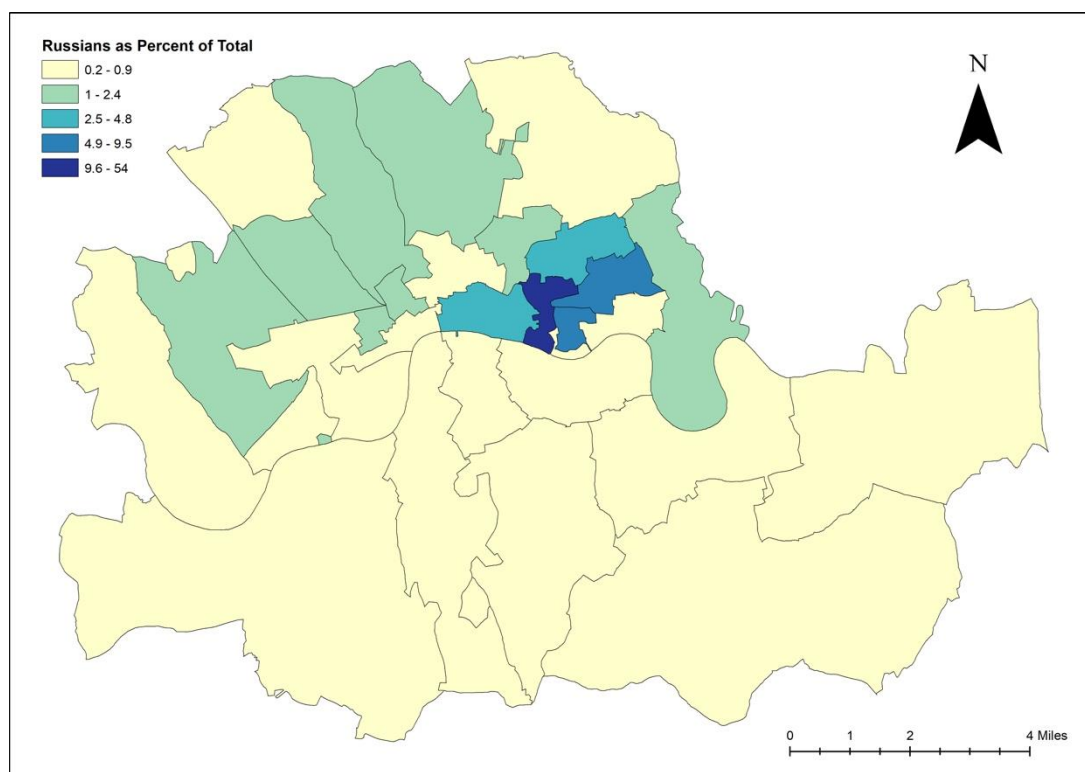 Russians as Percent of Total
0.2 - 0.9
1 - 2.4
2.5 - 4.8
4.9 - 9.5
9.6 - 54
N
0 1 2 4 Miles